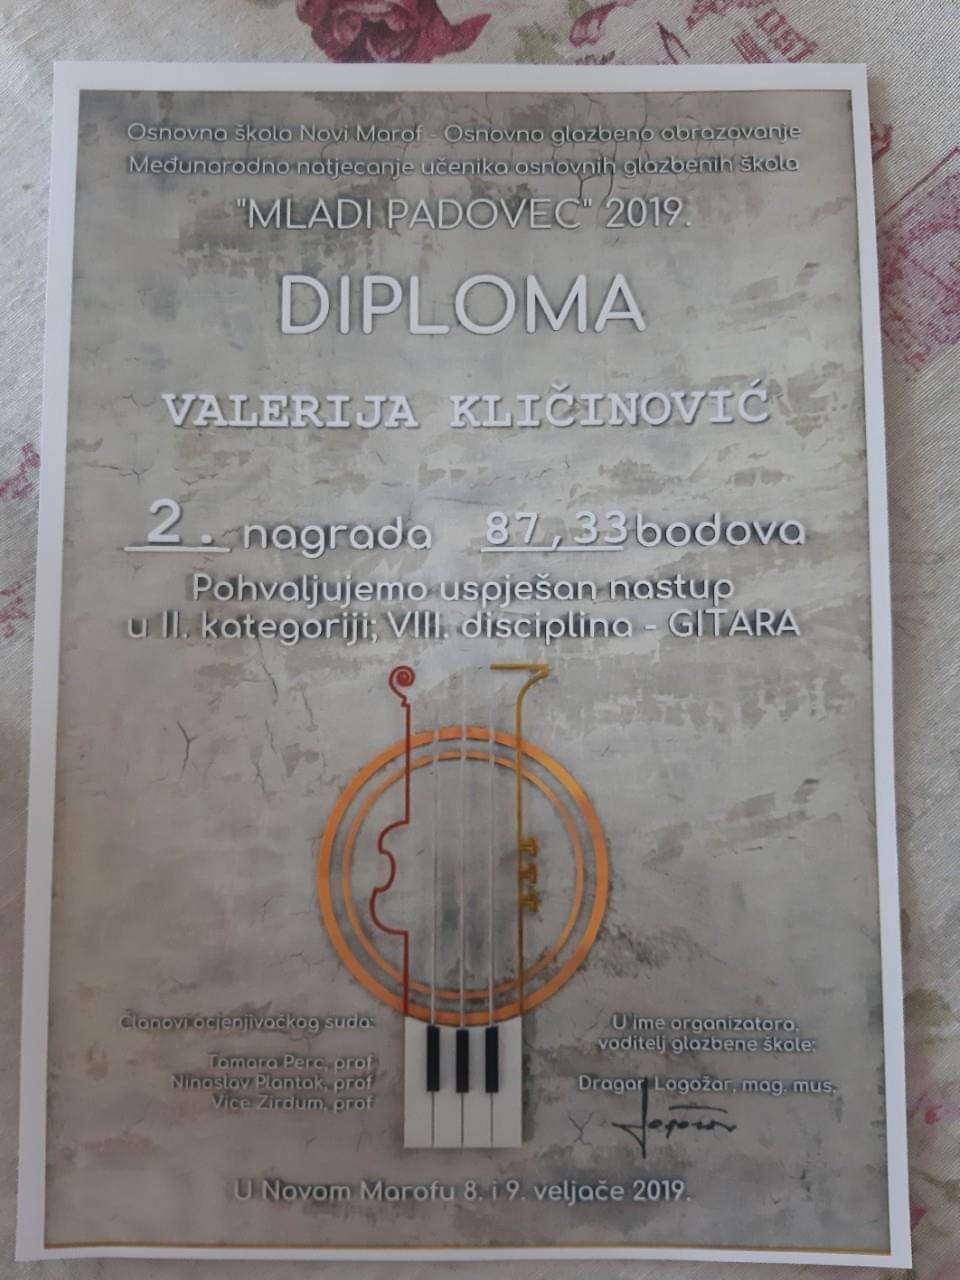 Osnovna škola Novi Marof - Osnovno glazbeno obrazovanje
Međunarodno natjecanje učenika osnovnih glazbenih škola
"MLADI PADOVEC" 2019.
DIPLOMA
VALERIJA KLIČINOVIĆ
2. nagrada 87,33 bodova
Pohvaljujemo uspješan nastup
u II. kategoriji; VIII. disciplina - GITARA
Članovi ocjenjivačkog suda:
Tamara Perc, prof
Ninoslav Plantak, prof
Vice Zirdum, prof
U ime organizatora,
voditelj glazbene škole:
Dragan Logožar, mag. mus.
U Novom Marofu 8. i 9. veljače 2019.